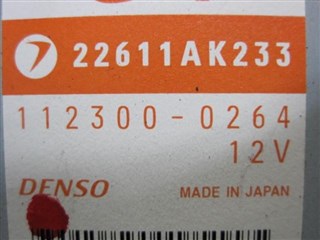 22611AK233
112300-0264
12V
DENSO MADE IN JAPAN